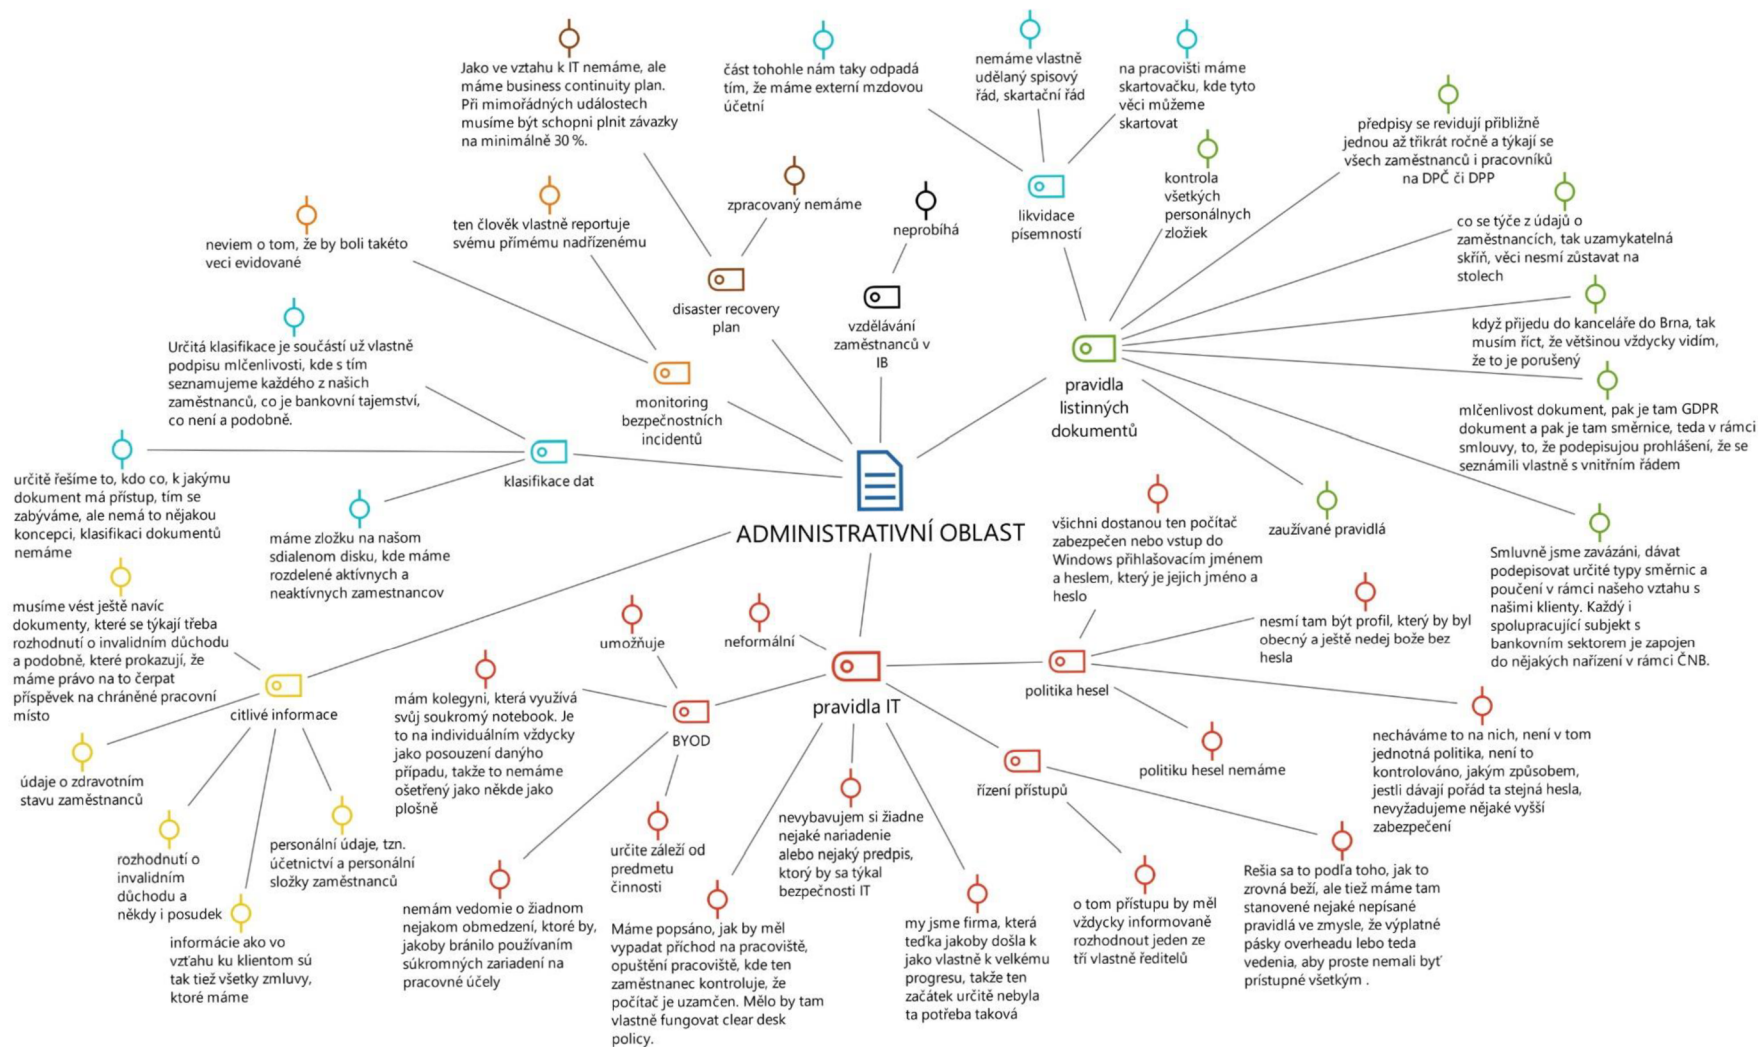 Jako ve vztahu k IT nemáme, ale
máme business continuity plan.
Při mimořádných událostech
musíme být schopni plnit závazky
na minimálně 30 %.
část tohohle nám taky odpadá
tím, že máme externí mzdovou
účetní
nemáme vlastně
udělaný spisový
řád, skartační řád
na pracovišti máme
skartovačku, kde tyto
věci můžeme
skartovat
předpisy se revidují přibližně
jednou až třikrát ročně a týkají se
všech zaměstnanců i pracovníků
na DPČ či DPP
kontrola
všetkých
personálnych
zložiek
zpracovaný nemáme
neprobíhá
likvidace
písemností
ten člověk vlastně reportuje
svému přímému nadřízenému
neviem o tom, že by boli takéto
veci evidované
co se týče z údajů o
zaměstnancích, tak uzamykatelná
skříň, věci nesmí zůstavat na
stolech
disaster recovery
plan
vzdělávání
zaměstnanců v
IB
když přijedu do kanceláře do Brna, tak
musím říct, že většinou vždycky vidím,
že to je porušený
Určitá klasifikace je součástí už vlastně
podpisu mlčenlivosti, kde s tím
seznamujeme každého z našich
zaměstnanců, co je bankovní tajemství,
co není a podobně.
monitoring
bezpečnostních
incidentů
pravidla
listinných
dokumentů
mlčenlivost dokument, pak je tam GDPR
dokument a pak je tam směrnice, teda v rámci
smlouvy, to, že podepisujou prohlášení, že se
seznámili vlastně s vnitřním řádem
určitě řešíme to, kdo co, k jakýmu
dokument má přístup, tím se
zabýváme, ale nemá to nějakou
koncepci, klasifikaci dokumentů
nemáme
klasifikace dat
máme zložku na našom
sdialenom disku, kde máme
rozdelené aktívnych a
neaktívnych zamestnancov
ADMINISTRATIVNÍ OBLAST
všichni dostanou ten počítač
zabezpečen nebo vstup do
Windows přihlašovacím jménem
a heslem, který je jejich jméno a
heslo
zaužívané pravidlá
Smluvně jsme zavázáni, dávat
podepisovat určité typy směrnic a
poučení v rámci našeho vztahu s
našimi klienty. Každý i
spolupracující subjekt s
bankovním sektorem je zapojen
do nějakých nařízení v rámci ČNB.
musíme vést ještě navíc
dokumenty, které se týkají třeba
rozhodnutí o invalidním důchodu
a podobně, které prokazují, že
máme právo na to čerpat
příspěvek na chráněné pracovní
místo
umožňuje
neformální
nesmí tam být profil, který by byl
obecný a ještě nedej bože bez
hesla
citlivé informace
mám kolegyni, která využívá
svůj soukromý notebook. Je
to na individuálním vždycky
jako posouzení danýho
případu, takže to nemáme
ošetřený jako někde jako
plošně
BYOD
pravidla IT
politika hesel
necháváme to na nich, není v tom
jednotná politika, není to
kontrolováno, jakým způsobem,
jestli dávají pořád ta stejná hesla,
nevyžadujeme nějaké vyšší
zabezpečení
politiku hesel nemáme
řízení přístupů
údaje o zdravotním
stavu zaměstnanců
rozhodnutí o
invalidním
důchodu a
někdy i posudek
personální údaje, tzn.
účetnictví a personální
složky zaměstnanců
informácie ako vo
vzťahu ku klientom sú
tak tiež všetky zmluvy,
ktoré máme
nemám vedomie o žiadnom
nejakom obmedzení, ktoré by,
jakoby bránilo používaním
súkromných zariadení na
pracovné účely
určite záleží od
predmetu
činnosti
nevybavujem si žiadne
nejaké nariadenie
alebo nejaký predpis,
ktorý by sa týkal
bezpečnosti IT
Máme popsáno, jak by měl
vypadat příchod na pracoviště,
opuštění pracoviště, kde ten
zaměstnanec kontroluje, že
počítač je uzamčen. Mělo by tam
vlastně fungovat clear desk
policy.
my jsme firma, která
teďka jakoby došla k
jako vlastně k velkému
progresu, takže ten
začátek určitě nebyla
ta potřeba taková
o tom přístupu by měl
vždycky informovaně
rozhodnout jeden ze
tří vlastně ředitelů
Rešia sa to podľa toho, jak to
zrovná beží, ale tiež máme tam
stanovené nejaké nepísané
pravidlá ve zmysle, že výplatné
pásky overheadu lebo teda
vedenia, aby proste nemali byť
prístupné všetkým .